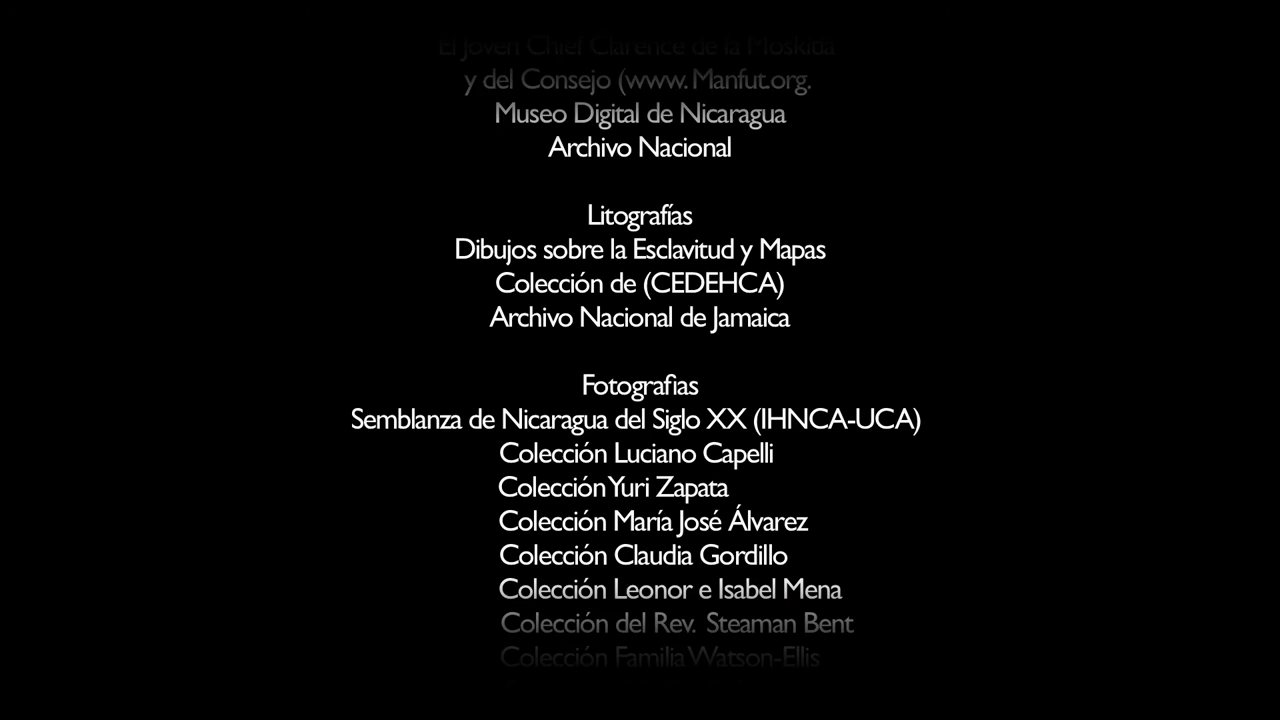 El Joven Chief Clarence de la Moskitia
y del Consejo (www. Manfut.org.
Museo Digital de Nicaragua
Archivo Nacional
Litografías
Dibujos sobre la Esclavitud y Mapas
Colección de (CEDEHCA)
Archivo Nacional de Jamaica
Fotografias
Semblanza de Nicaragua del Siglo XX (IHNCA-UCA)
Colección Luciano Capelli
Colección Yuri Zapata
Colección María José Álvarez
Colección Claudia Gordillo
Colección Leonor e Isabel Mena
Colección del Rev. Steaman Bent
Colección Familia Watson-Ellis